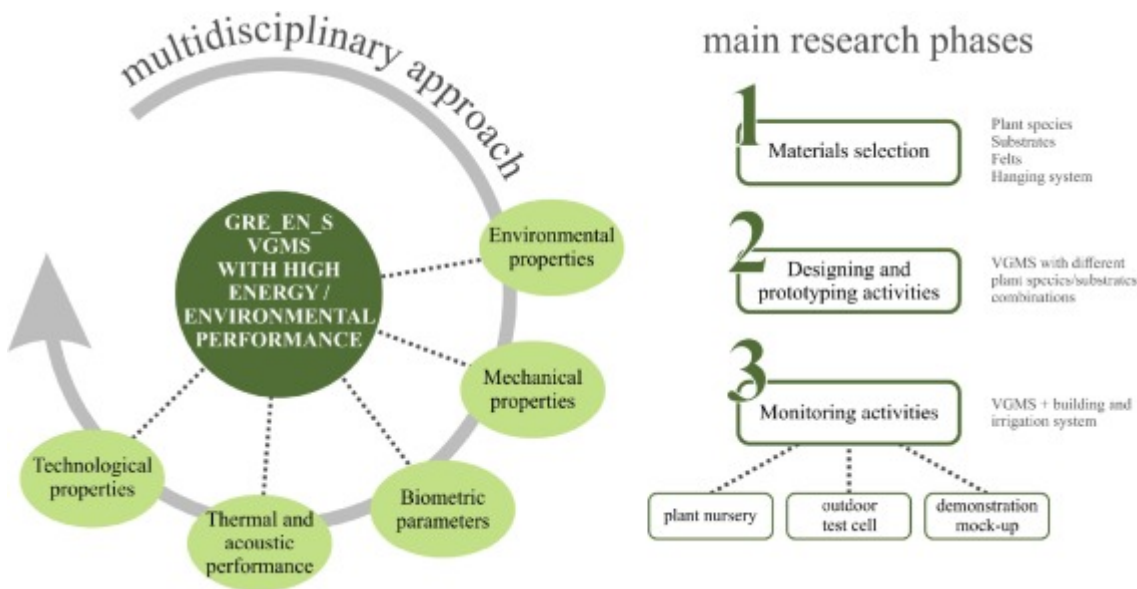 multidisciplinary approach
GRE_EN_S
VGMS
WITH HIGH
ENERGY /
ENVIRONMENTAL
PERFORMANCE
Environmental
properties
Mechanical
properties
Biometric
parameters
Thermal and
acoustic
performance
Technological
properties
main research phases
1
Materials selection
Plant species
Substrates
Felts
Hanging system
2
Designing and
prototyping activities
VGMS with different
plant species/substrates
combinations
3
Monitoring activities
VGMS + building and
irrigation system
plant nursery
outdoor
test cell
demonstration
mock-up